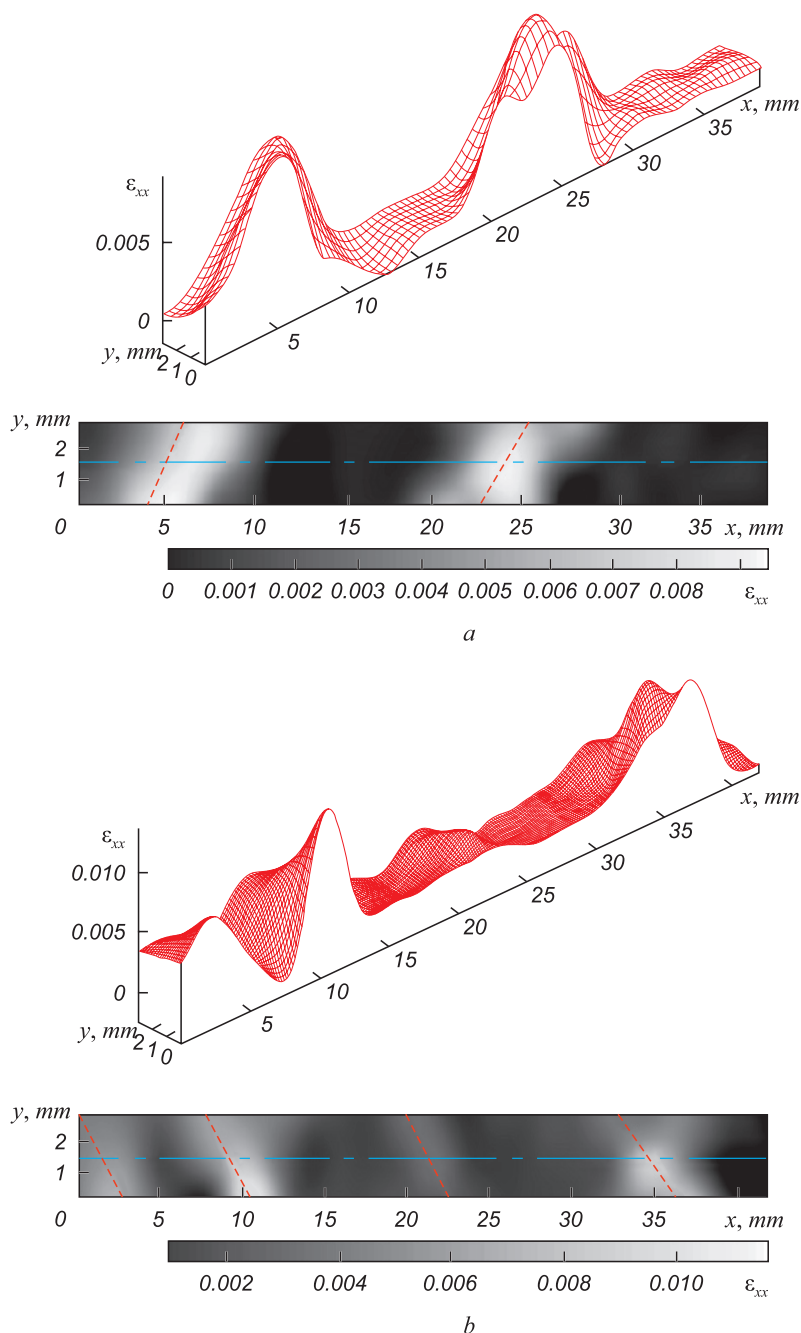 ε_xx
0.005
0
y, mm
2 1 0
5 10 15 20 25 30 35
x, mm
y, mm
2
1
0 5 10 15 20 25 30 35 x, mm
0 0.001 0.002 0.003 0.004 0.005 0.006 0.007 0.008 ε_xx
a
ε_xx
0.010
0.005
0
y, mm
2 1 0
5 10 15 20 25 30 35
x, mm
y, mm
2
1
0 5 10 15 20 25 30 35 x, mm
0.002 0.004 0.006 0.008 0.010 ε_xx
b